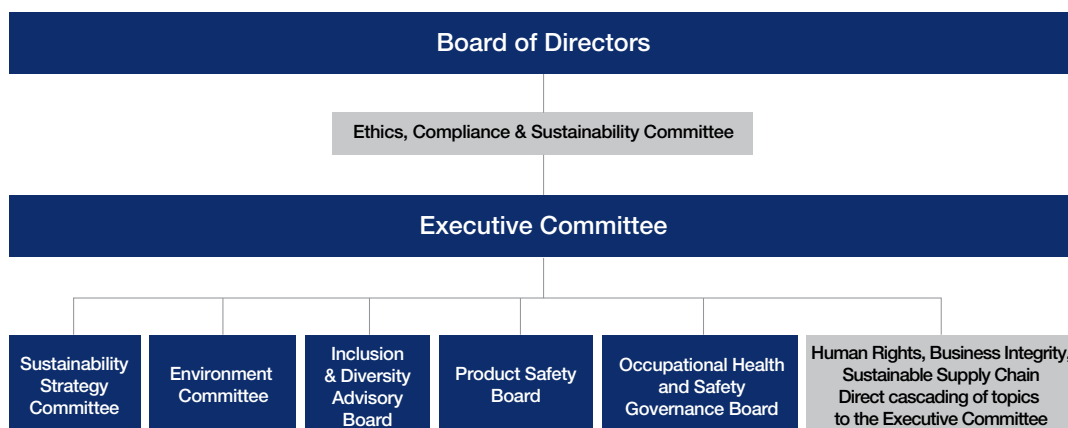 Board of Directors
Ethics, Compliance & Sustainability Committee
Executive Committee
Sustainability
Strategy
Committee
Environment
Committee
Inclusion
& Diversity
Advisory
Board
Product Safety
Board
Occupational Health
and Safety
Governance Board
Human Rights, Business Integrity,
Sustainable Supply Chain
Direct cascading of topics
to the Executive Committee